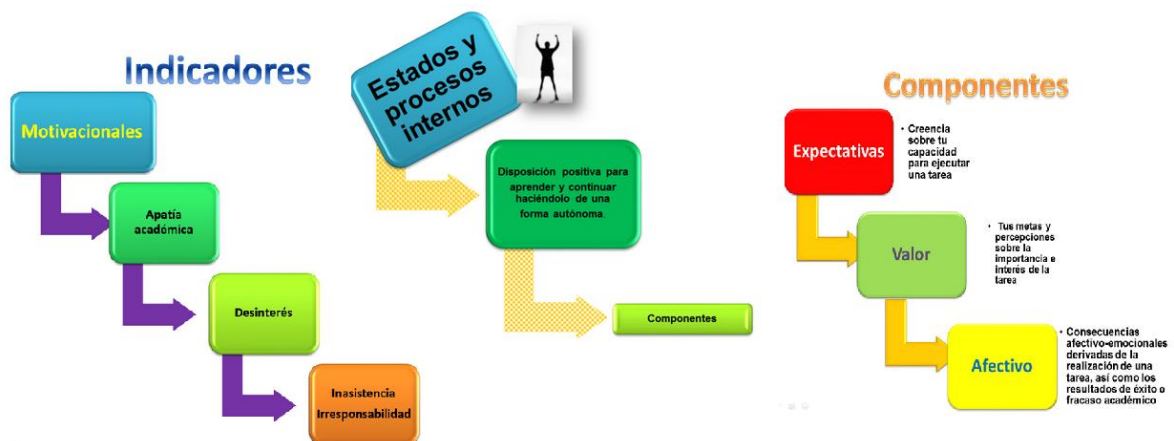 Indicadores
Motivacionales
Apatía
académica
Desinterés
Inasistencia
Irresponsabilidad
Estados y
procesos
internos
Disposición positiva para
aprender y continuar
haciéndolo de una
forma autónoma.
Componentes
Componentes
Expectativas
• Creencia
sobre tu
capacidad
para ejecutar
una tarea
Valor
• Tus metas y
percepciones
sobre la
importancia e
interés de la
tarea
Afectivo
• Consecuencias
afectivo-emocionales
derivadas de la
realización de una
tarea, así como los
resultados de éxito o
fracaso académico